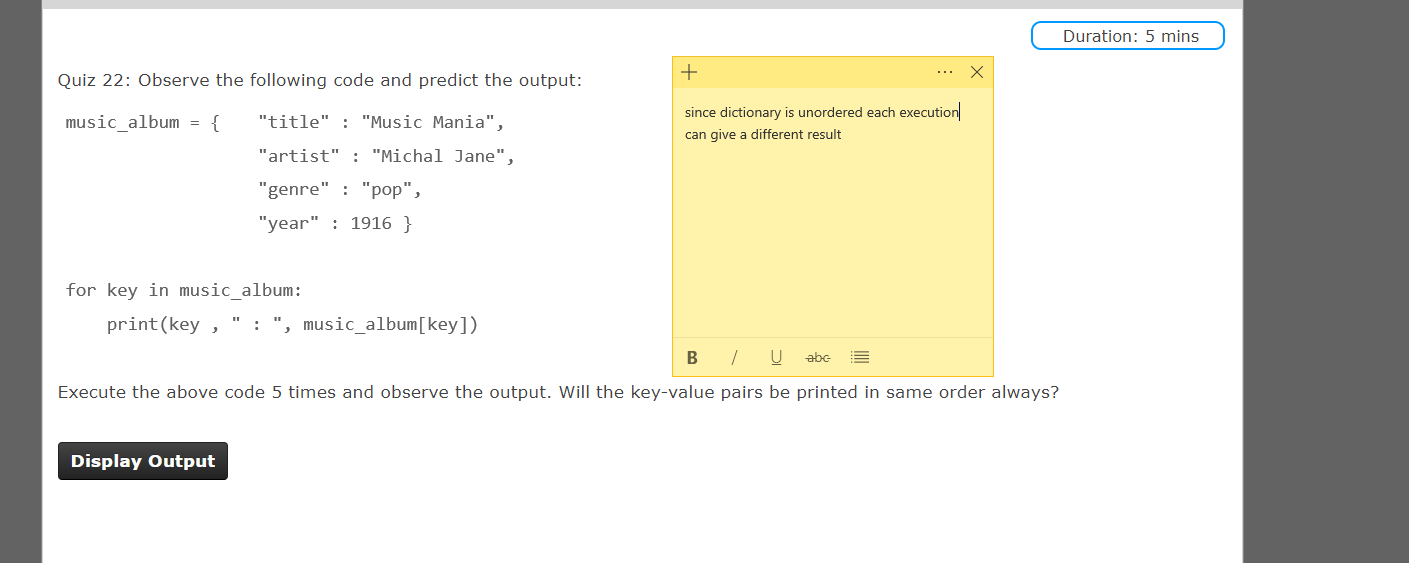 Duration: 5 mins
Quiz 22: Observe the following code and predict the output:
music_album = {    "title" : "Music Mania",
"artist" : "Michal Jane",
"genre" : "pop",
"year" : 1916 }
for key in music_album:
    print(key , " : ", music_album[key])
since dictionary is unordered each execution
can give a different result
B / U abc
Execute the above code 5 times and observe the output. Will the key-value pairs be printed in same order always?
Display Output